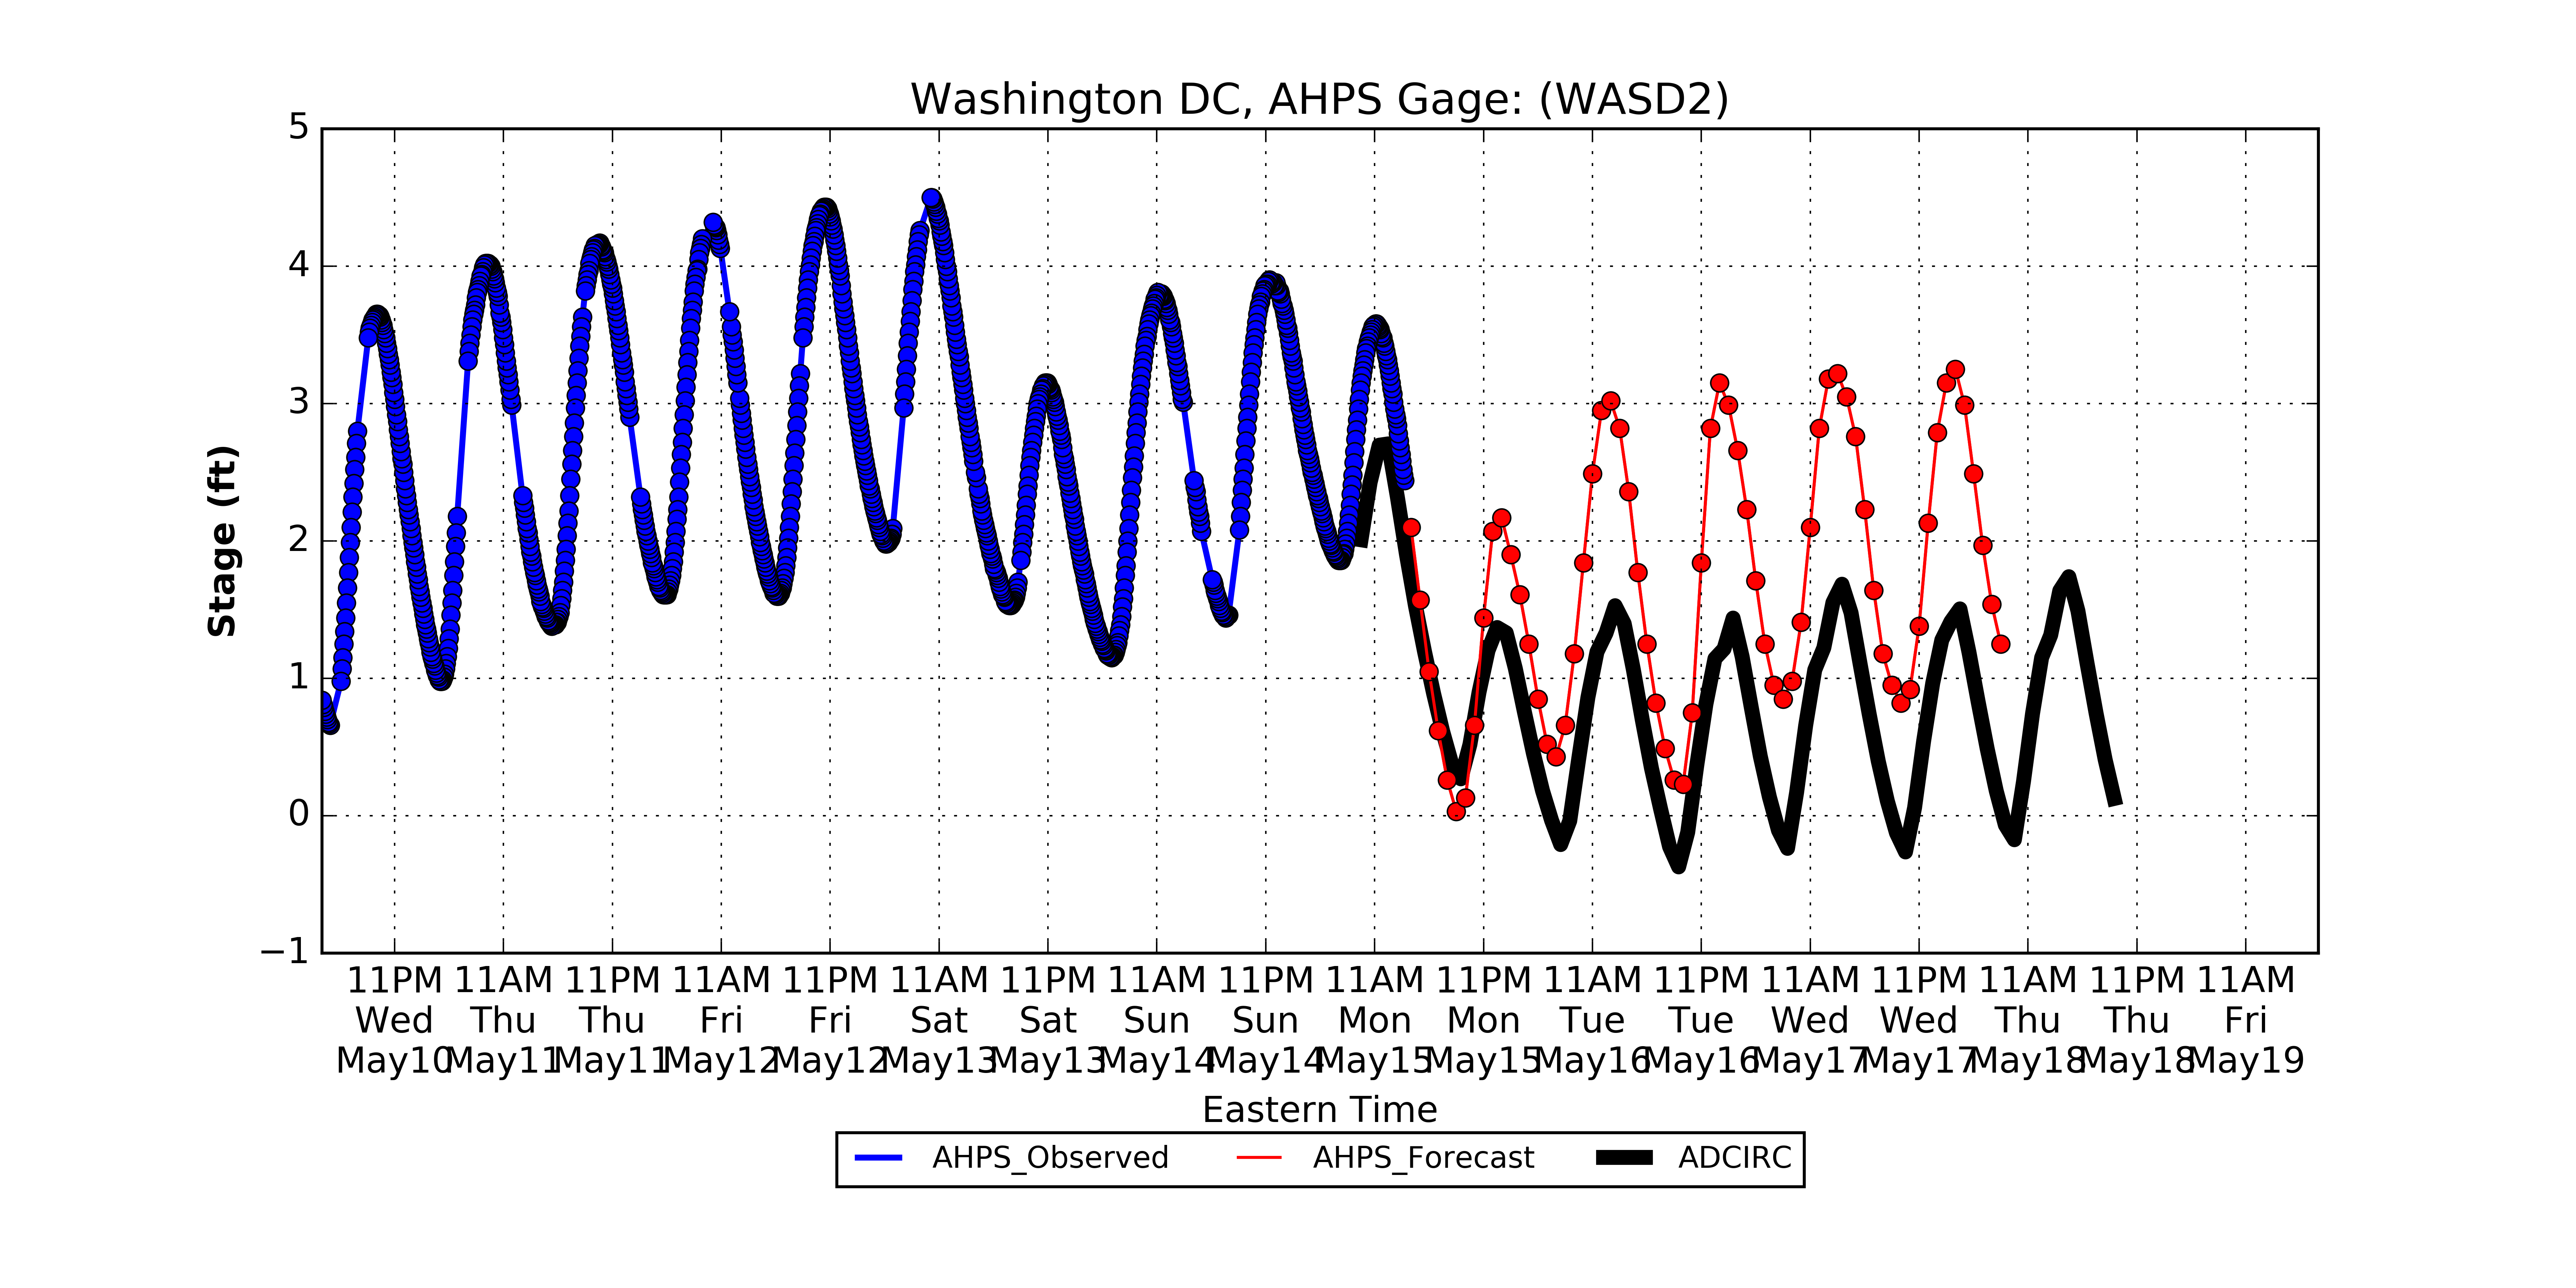 Washington DC, AHPS Gage: (WASD2)
Stage (ft)
5
4
3
2
1
0
−1
11PM 11AM 11PM 11AM 11PM 11AM 11PM 11AM 11PM 11AM 11PM 11AM 11PM 11AM 11PM 11AM 11PM 11AM
Wed Thu Thu Fri Fri Sat Sat Sun Sun Mon Mon Tue Tue Wed Wed Thu Thu Fri
May10 May11 May11 May12 May12 May13 May13 May14 May14 May15 May15 May16 May16 May17 May17 May18 May18 May19
Eastern Time
AHPS_Observed AHPS_Forecast ADCIRC